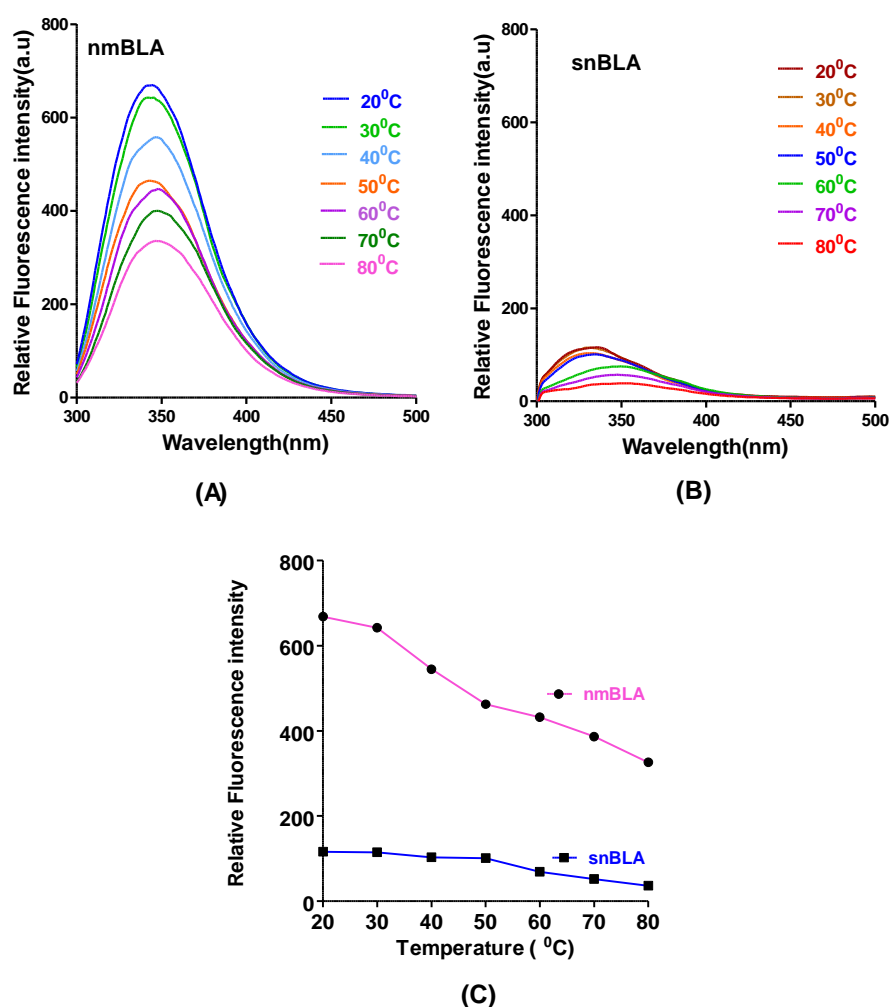 nmBLA
Relative Fluorescence intensity(a.u)
800
600
400
200
0
20⁰C
30⁰C
40⁰C
50⁰C
60⁰C
70⁰C
80⁰C
300 350 400 450 500
Wavelength(nm)
(A)
snBLA
Relative Fluorescence intensity(a.u)
800
600
400
200
0
20⁰C
30⁰C
40⁰C
50⁰C
60⁰C
70⁰C
80⁰C
300 350 400 450 500
Wavelength(nm)
(B)
Relative Fluorescence intensity
800
600
400
200
0
nmBLA
snBLA
20 30 40 50 60 70 80
Temperature ( ⁰C)
(C)